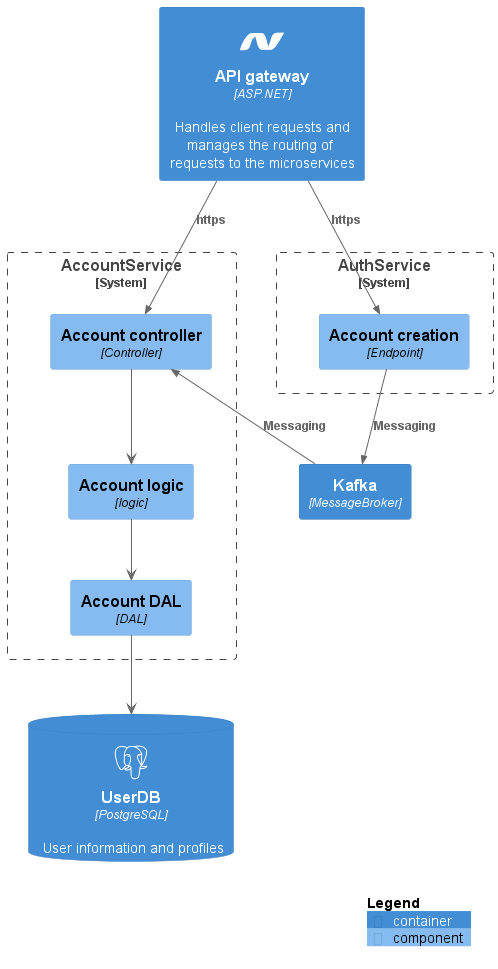 API gateway
[ASP.NET]
Handles client requests and
manages the routing of
requests to the microservices
https
https
AccountService
[System]
AuthService
[System]
Account controller
[Controller]
Account creation
[Endpoint]
Messaging
Messaging
Account logic
[logic]
Kafka
[MessageBroker]
Account DAL
[DAL]
UserDB
[PostgreSQL]
User information and profiles
Legend
container
component